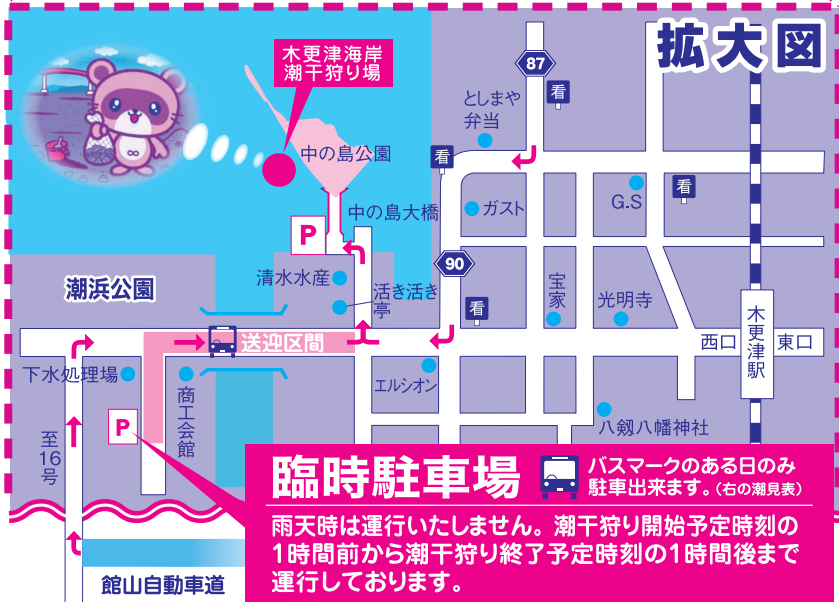 拡大図
木更津海岸
潮干狩り場
87
看
としまや
弁当
看
中の島公園
看
G.S
ガスト
中の島大橋
P
90
清水水産
活き活き
亭
看
宝家
光明寺
潮浜公園
木更津駅
西口
東口
送迎区間
下水処理場
商工会館
エルシオン
P
八剱八幡神社
至16号
臨時駐車場
バスマークのある日のみ
駐車出来ます。(右の潮見表)
雨天時は運行いたしません。潮干狩り開始予定時刻の
1時間前から潮干狩り終了予定時刻の1時間後まで
運行しております。
館山自動車道